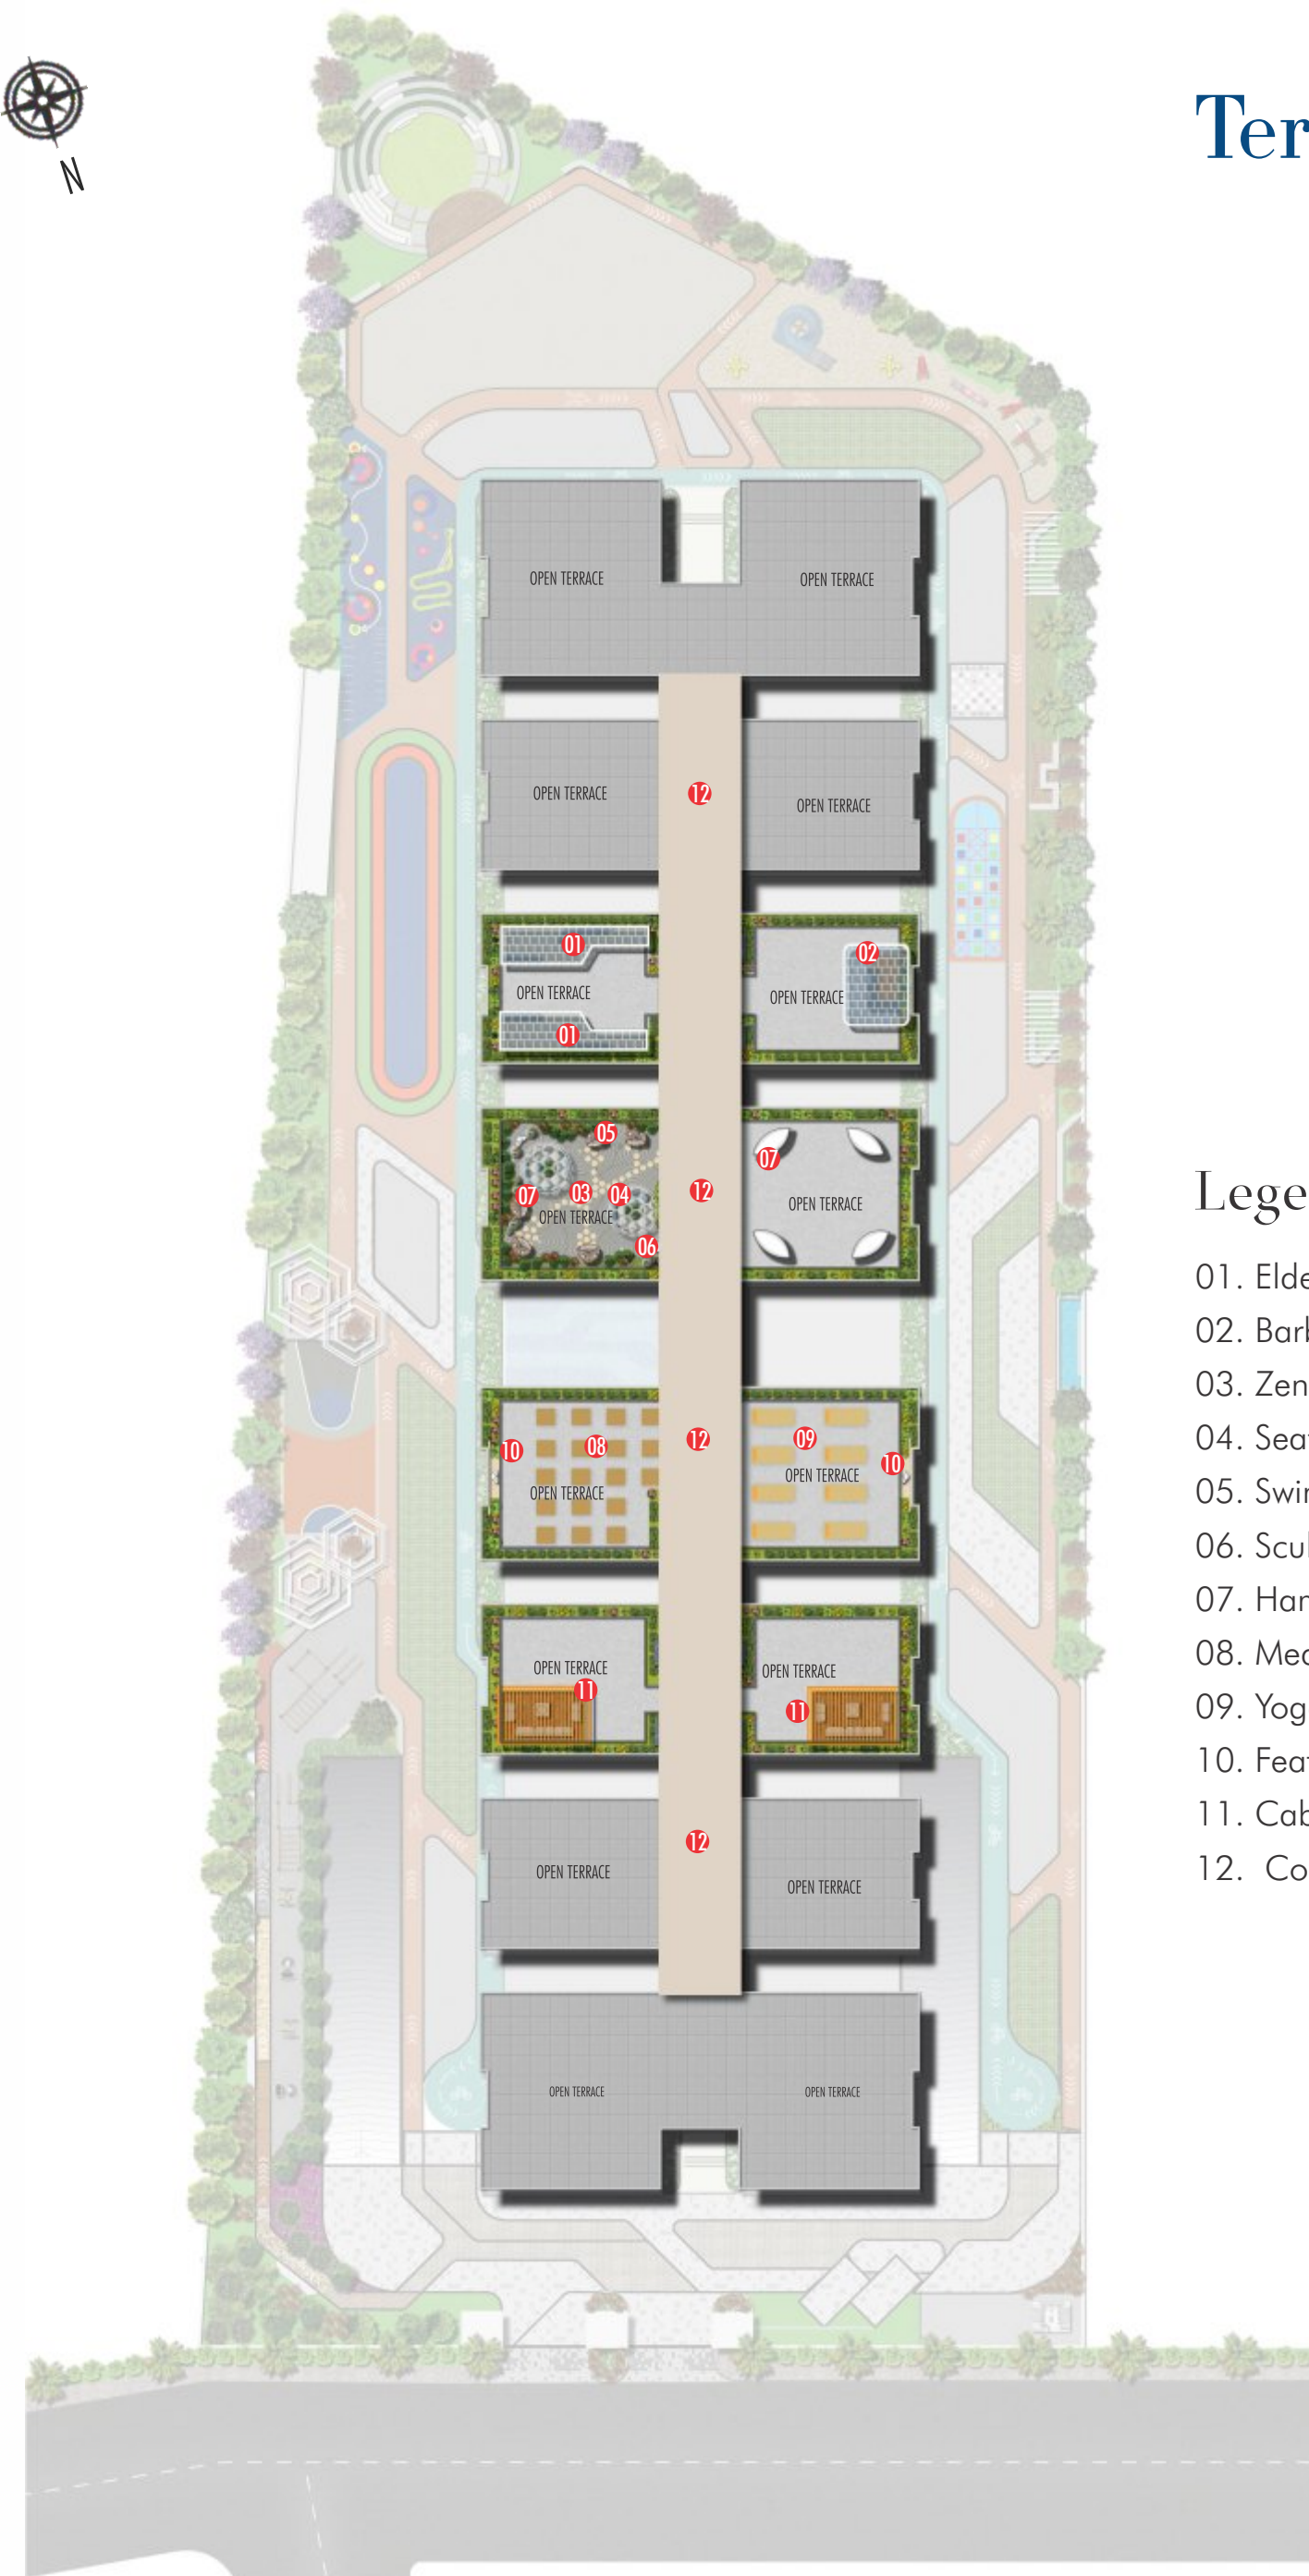 N
Ter
OPEN TERRACE
OPEN TERRACE
OPEN TERRACE
12
OPEN TERRACE
01
02
OPEN TERRACE
OPEN TERRACE
01
05
07
07
03
04
12
OPEN TERRACE
OPEN TERRACE
06
10
08
12
09
10
OPEN TERRACE
OPEN TERRACE
OPEN TERRACE
OPEN TERRACE
11
11
12
OPEN TERRACE
OPEN TERRACE
OPEN TERRACE
OPEN TERRACE
Lege
01. Elde
02. Barb
03. Zen
04. Sea
05. Swi
06. Scul
07. Ham
08. Med
09. Yog
10. Fea
11. Cab
12. Co